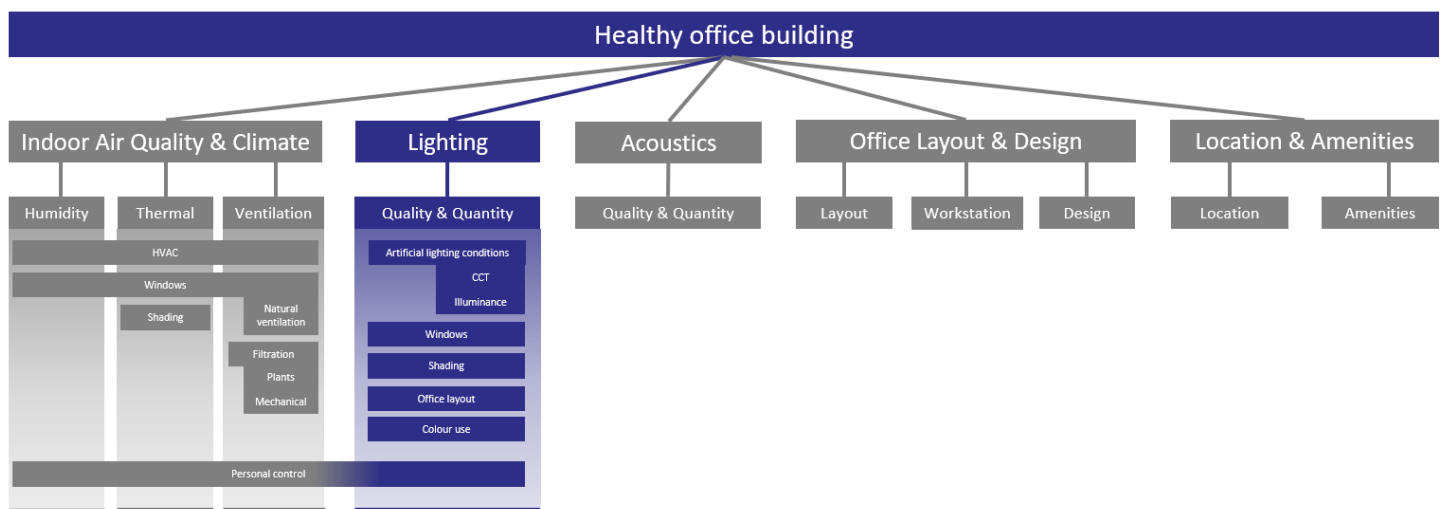 Healthy office building
Indoor Air Quality & Climate
Lighting
Acoustics
Office Layout & Design
Location & Amenities
Humidity
Thermal
Ventilation
Quality & Quantity
Quality & Quantity
Layout
Workstation
Design
Location
Amenities
HVAC
Windows
Shading
Natural
ventilation
Filtration
Plants
Mechanical
Artificial lighting conditions
CCT
Illuminance
Windows
Shading
Office layout
Colour use
Personal control